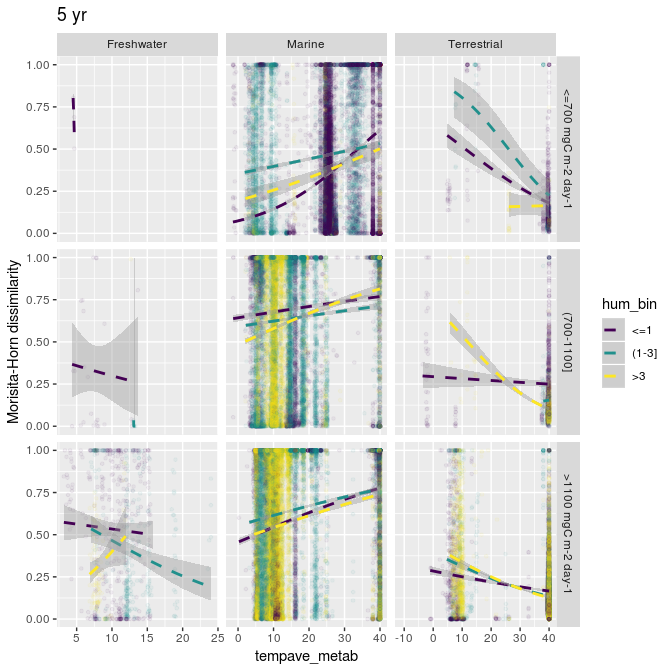 5 yr
Freshwater Marine Terrestrial
1.00
0.75
0.50
0.25
0.00
<=700 mgC m-2 day-1
1.00
0.75
0.50
0.25
0.00
(700-1100]
1.00
0.75
0.50
0.25
0.00
>1100 mgC m-2 day-1
Morisita-Horn dissimilarity
5 10 15 20 25 0 10 20 30 40 -10 0 10 20 30 40
tempave_metab
hum_bin
<=1
(1-3]
>3